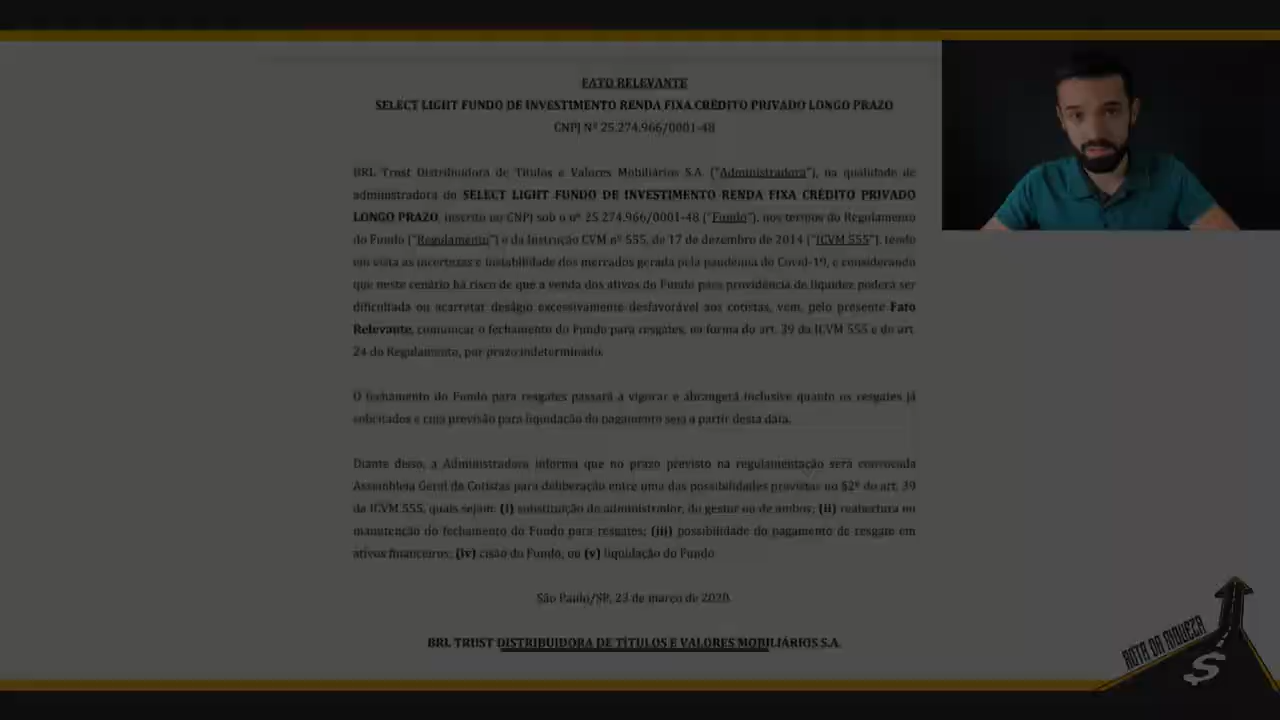 FATO RELEVANTE
SELECT LIGHT FUNDO DE INVESTIMENTO RENDA FIXA CRÉDITO PRIVADO LONGO PRAZO
CNPJ Nº 25.274.966/0001-48
BRL Trust Distribuidora de Títulos e Valores Mobiliários S.A. ("Administradora"), na qualidade de
administradora do SELECT LIGHT FUNDO DE INVESTIMENTO RENDA FIXA CRÉDITO PRIVADO
LONGO PRAZO, inscrito no CNPJ sob o nº 25.274.966/0001-48 ("Fundo"), nos termos do Regulamento
do Fundo ("Regulamento") e da Instrução CVM nº 555, de 17 de dezembro de 2014 ("ICVM 555"), tendo
em vista as incertezas e instabilidade dos mercados gerada pela pandemia do Covid-19, e considerando
que neste cenário há risco de que a venda dos ativos do Fundo para providência de liquidez poderá ser
dificultada ou acarretar deságio excessivamente desfavorável aos cotistas, vem, pelo presente Fato
Relevante, comunicar o fechamento do Fundo para resgates, na forma do art. 39 da ICVM 555 e do art.
24 do Regulamento, por prazo indeterminado.
O fechamento do Fundo para resgates passará a vigorar e abrangerá inclusive quanto os resgates já
solicitados e cuja previsão para liquidação do pagamento seja a partir desta data.
Diante disso, a Administradora informa que no prazo previsto na regulamentação será convocada
Assembleia Geral de Cotistas para deliberação entre uma das possibilidades previstas no §2º do art. 39
da ICVM 555, quais sejam: (i) substituição do administrador, do gestor ou de ambos; (ii) reabertura ou
manutenção do fechamento do Fundo para resgates; (iii) possibilidade do pagamento de resgate em
ativos financeiros; (iv) cisão do Fundo; ou (v) liquidação do Fundo
São Paulo/SP, 23 de março de 2020.
BRL TRUST DISTRIBUIDORA DE TÍTULOS E VALORES MOBILIÁRIOS S.A.
ROTA DA RIQUEZA
$